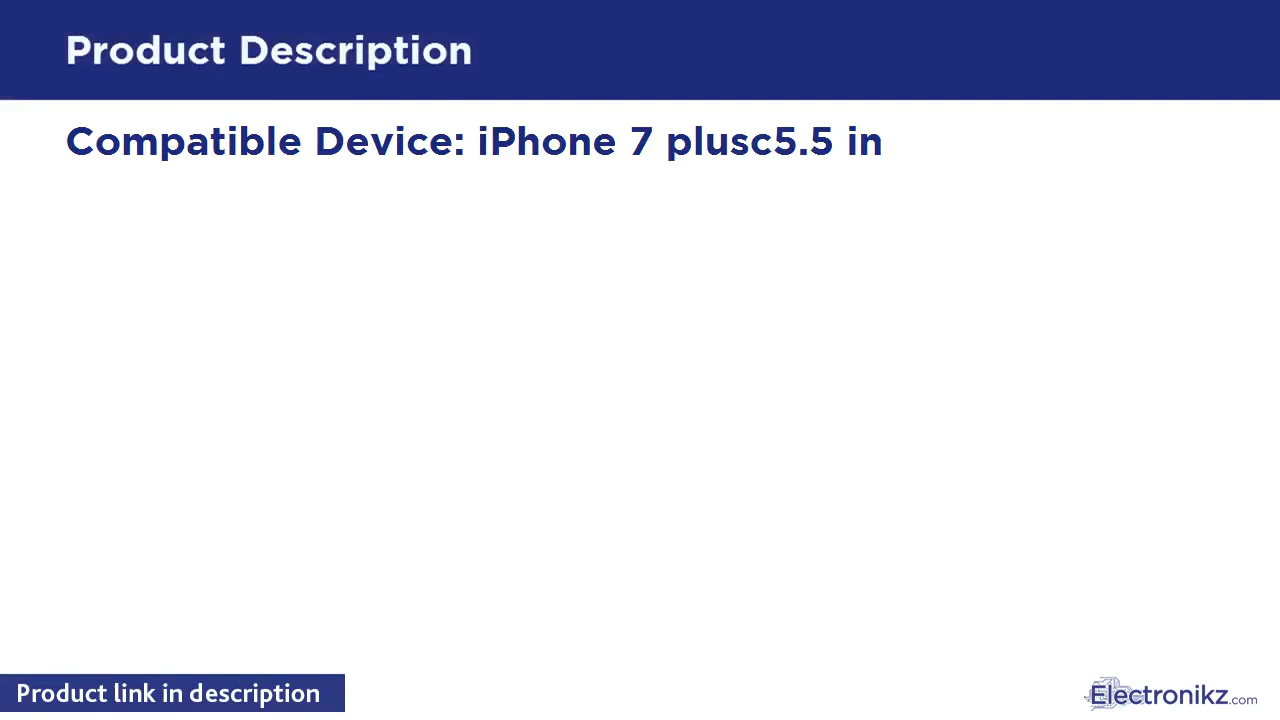 Product Description
Compatible Device: iPhone 7 plusc5.5 in
Product link in description
Electronikz.com